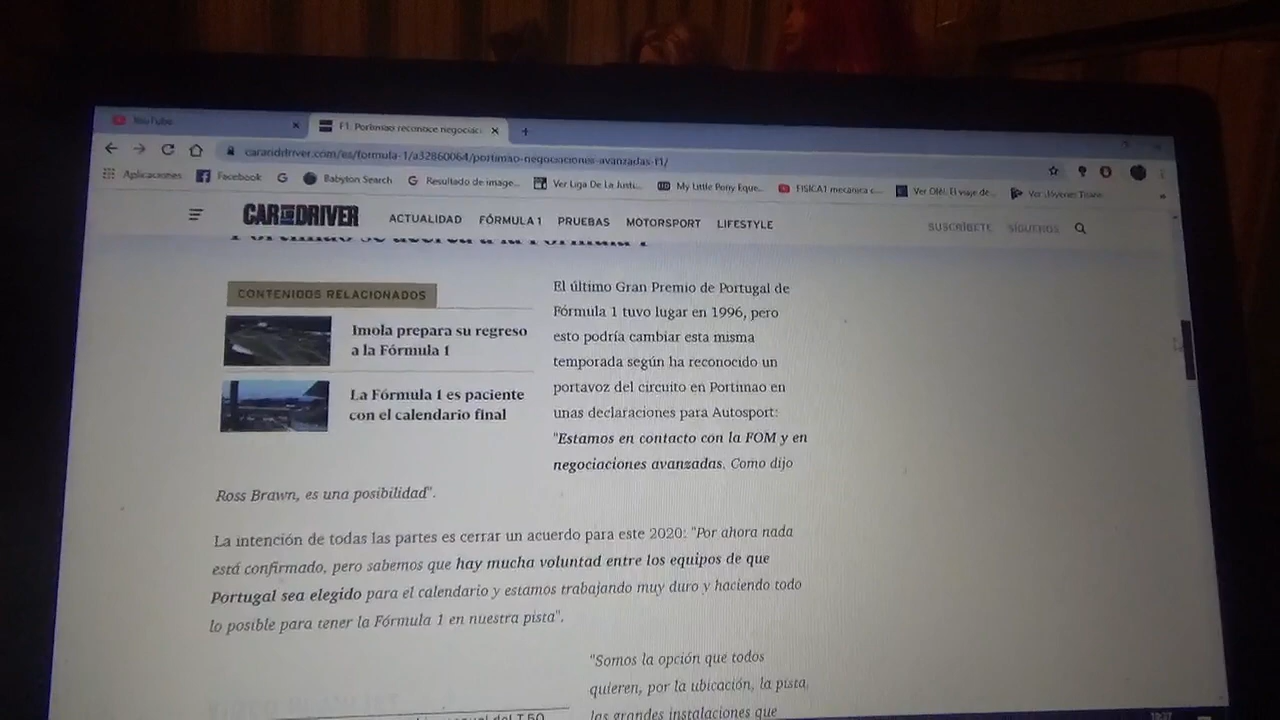 YouTube
F1: Portimao reconoce negociac
carandriver.com/es/formula-1/a32860064/portimao-negociaciones-avanzadas-f1/
Aplicaciones Facebook Babylon Search Resultado de image... Ver Liga De La Justi... My Little Pony Eque... FISICA1 mecanica c... Ver Olé!, El viaje de... Ver Jóvenes Titane
CAR AND DRIVER ACTUALIDAD FÓRMULA 1 PRUEBAS MOTORSPORT LIFESTYLE SUSCRÍBETE SÍGUENOS
Portimao se acerca a la Fórmula 1
CONTENIDOS RELACIONADOS
Imola prepara su regreso
a la Fórmula 1
La Fórmula 1 es paciente
con el calendario final
El último Gran Premio de Portugal de
Fórmula 1 tuvo lugar en 1996, pero
esto podría cambiar esta misma
temporada según ha reconocido un
portavoz del circuito en Portimao en
unas declaraciones para Autosport:
"Estamos en contacto con la FOM y en
negociaciones avanzadas. Como dijo
Ross Brawn, es una posibilidad".
La intención de todas las partes es cerrar un acuerdo para este 2020: "Por ahora nada
está confirmado, pero sabemos que hay mucha voluntad entre los equipos de que
Portugal sea elegido para el calendario y estamos trabajando muy duro y haciendo todo
lo posible para tener la Fórmula 1 en nuestra pista".
"Somos la opción que todos
quieren, por la ubicación, la pista,
las grandes instalaciones que